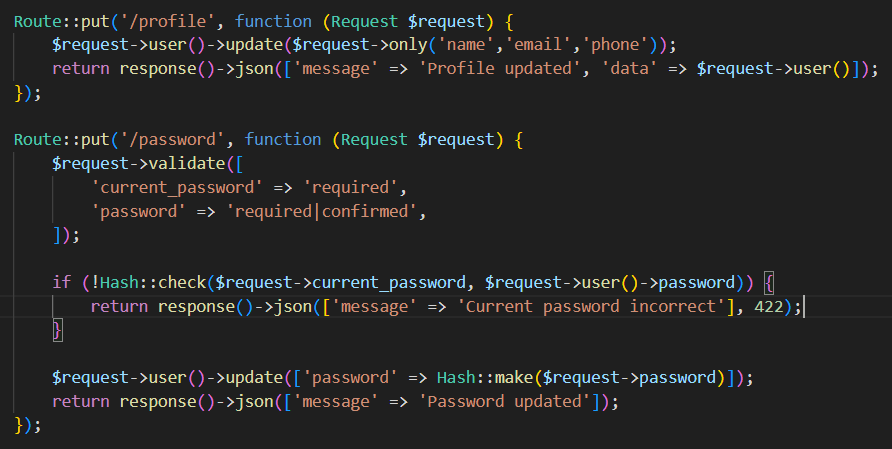 Route::put('/profile', function (Request $request) {
    $request->user()->update($request->only('name','email','phone'));
    return response()->json(['message' => 'Profile updated', 'data' => $request->user()]);
});

Route::put('/password', function (Request $request) {
    $request->validate([
        'current_password' => 'required',
        'password' => 'required|confirmed',
    ]);

    if (!Hash::check($request->current_password, $request->user()->password)) {
        return response()->json(['message' => 'Current password incorrect'], 422);
    }

    $request->user()->update(['password' => Hash::make($request->password)]);
    return response()->json(['message' => 'Password updated']);
});